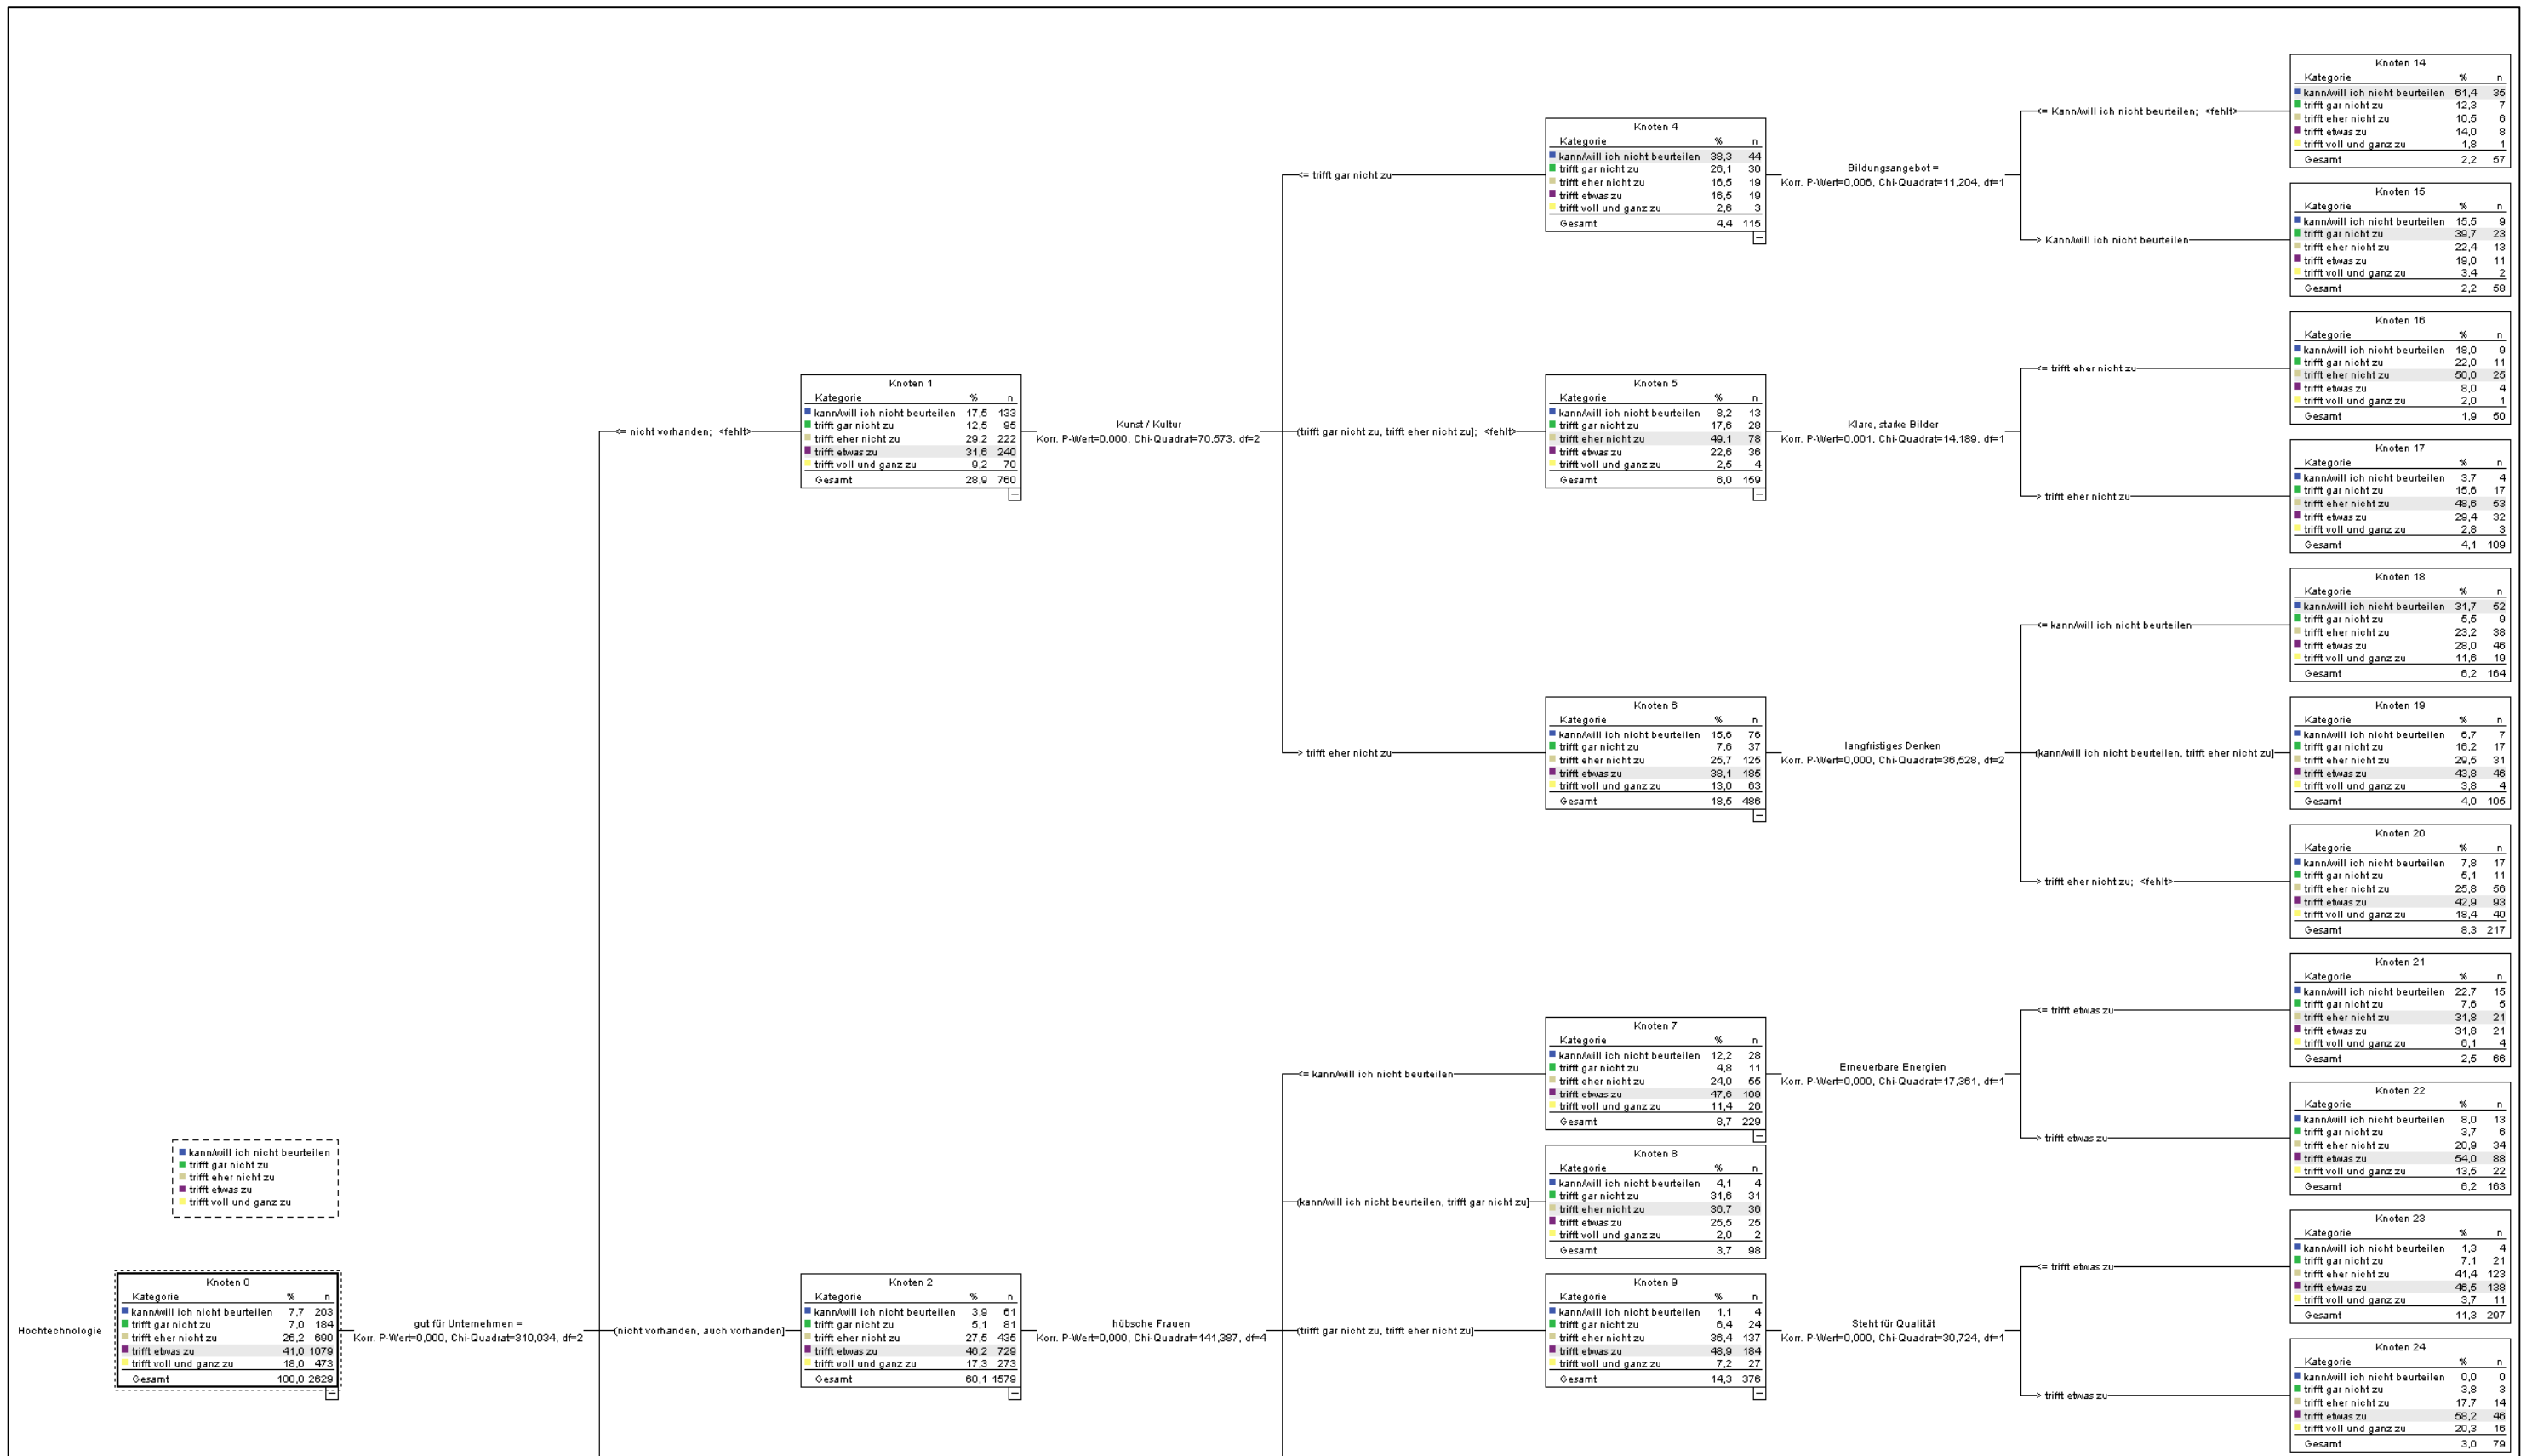 Hochtechnologie
kann/will ich nicht beurteilen
trifft gar nicht zu
trifft eher nicht zu
trifft etwas zu
trifft voll und ganz zu
Knoten 0
Kategorie % n
kann/will ich nicht beurteilen 7,7 203
trifft gar nicht zu 7,0 184
trifft eher nicht zu 26,2 690
trifft etwas zu 41,0 1079
trifft voll und ganz zu 18,0 473
Gesamt 100,0 2629
gut für Unternehmen =
Korr. P-Wert=0,000, Chi-Quadrat=310,034, df=2
<= nicht vorhanden; <fehlt>
Knoten 1
Kategorie % n
kann/will ich nicht beurteilen 17,5 133
trifft gar nicht zu 12,5 95
trifft eher nicht zu 29,2 222
trifft etwas zu 31,6 240
trifft voll und ganz zu 9,2 70
Gesamt 28,9 760
Kunst / Kultur
Korr. P-Wert=0,000, Chi-Quadrat=70,573, df=2
(nicht vorhanden, auch vorhanden]
Knoten 2
Kategorie % n
kann/will ich nicht beurteilen 3,9 61
trifft gar nicht zu 5,1 81
trifft eher nicht zu 27,5 435
trifft etwas zu 46,2 729
trifft voll und ganz zu 17,3 273
Gesamt 60,1 1579
hübsche Frauen
Korr. P-Wert=0,000, Chi-Quadrat=141,387, df=4
<= trifft gar nicht zu
Knoten 4
Kategorie % n
kann/will ich nicht beurteilen 38,3 44
trifft gar nicht zu 26,1 30
trifft eher nicht zu 16,5 19
trifft etwas zu 16,5 19
trifft voll und ganz zu 2,6 3
Gesamt 4,4 115
Bildungsangebot =
Korr. P-Wert=0,006, Chi-Quadrat=11,204, df=1
(trifft gar nicht zu, trifft eher nicht zu]; <fehlt>
Knoten 5
Kategorie % n
kann/will ich nicht beurteilen 8,2 13
trifft gar nicht zu 17,6 28
trifft eher nicht zu 49,1 78
trifft etwas zu 22,6 36
trifft voll und ganz zu 2,5 4
Gesamt 6,0 159
Klare, starke Bilder
Korr. P-Wert=0,001, Chi-Quadrat=14,189, df=1
> trifft eher nicht zu
Knoten 6
Kategorie % n
kann/will ich nicht beurteilen 15,6 76
trifft gar nicht zu 7,6 37
trifft eher nicht zu 25,7 125
trifft etwas zu 38,1 185
trifft voll und ganz zu 13,0 63
Gesamt 18,5 486
langfristiges Denken
Korr. P-Wert=0,000, Chi-Quadrat=36,528, df=2
<= kann/will ich nicht beurteilen
Knoten 7
Kategorie % n
kann/will ich nicht beurteilen 12,2 28
trifft gar nicht zu 4,8 11
trifft eher nicht zu 24,0 55
trifft etwas zu 47,6 109
trifft voll und ganz zu 11,4 26
Gesamt 8,7 229
Erneuerbare Energien
Korr. P-Wert=0,000, Chi-Quadrat=17,361, df=1
(kann/will ich nicht beurteilen, trifft gar nicht zu]
Knoten 8
Kategorie % n
kann/will ich nicht beurteilen 4,1 4
trifft gar nicht zu 31,6 31
trifft eher nicht zu 36,7 36
trifft etwas zu 25,5 25
trifft voll und ganz zu 2,0 2
Gesamt 3,7 98
(trifft gar nicht zu, trifft eher nicht zu]
Knoten 9
Kategorie % n
kann/will ich nicht beurteilen 1,1 4
trifft gar nicht zu 6,4 24
trifft eher nicht zu 36,4 137
trifft etwas zu 48,9 184
trifft voll und ganz zu 7,2 27
Gesamt 14,3 376
Steht für Qualität
Korr. P-Wert=0,000, Chi-Quadrat=30,724, df=1
<= Kann/will ich nicht beurteilen; <fehlt>
Knoten 14
Kategorie % n
kann/will ich nicht beurteilen 61,4 35
trifft gar nicht zu 12,3 7
trifft eher nicht zu 10,5 6
trifft etwas zu 14,0 8
trifft voll und ganz zu 1,8 1
Gesamt 2,2 57
> Kann/will ich nicht beurteilen
Knoten 15
Kategorie % n
kann/will ich nicht beurteilen 15,5 9
trifft gar nicht zu 39,7 23
trifft eher nicht zu 22,4 13
trifft etwas zu 19,0 11
trifft voll und ganz zu 3,4 2
Gesamt 2,2 58
<= trifft eher nicht zu
Knoten 16
Kategorie % n
kann/will ich nicht beurteilen 18,0 9
trifft gar nicht zu 22,0 11
trifft eher nicht zu 50,0 25
trifft etwas zu 8,0 4
trifft voll und ganz zu 2,0 1
Gesamt 1,9 50
> trifft eher nicht zu
Knoten 17
Kategorie % n
kann/will ich nicht beurteilen 3,7 4
trifft gar nicht zu 15,6 17
trifft eher nicht zu 48,6 53
trifft etwas zu 29,4 32
trifft voll und ganz zu 2,8 3
Gesamt 4,1 109
<= kann/will ich nicht beurteilen
Knoten 18
Kategorie % n
kann/will ich nicht beurteilen 31,7 52
trifft gar nicht zu 5,5 9
trifft eher nicht zu 23,2 38
trifft etwas zu 28,0 46
trifft voll und ganz zu 11,6 19
Gesamt 6,2 164
(kann/will ich nicht beurteilen, trifft eher nicht zu]
Knoten 19
Kategorie % n
kann/will ich nicht beurteilen 6,7 7
trifft gar nicht zu 16,2 17
trifft eher nicht zu 29,5 31
trifft etwas zu 43,8 46
trifft voll und ganz zu 3,8 4
Gesamt 4,0 105
> trifft eher nicht zu; <fehlt>
Knoten 20
Kategorie % n
kann/will ich nicht beurteilen 7,8 17
trifft gar nicht zu 5,1 11
trifft eher nicht zu 25,8 56
trifft etwas zu 42,9 93
trifft voll und ganz zu 18,4 40
Gesamt 8,3 217
<= trifft etwas zu
Knoten 21
Kategorie % n
kann/will ich nicht beurteilen 22,7 15
trifft gar nicht zu 7,6 5
trifft eher nicht zu 31,8 21
trifft etwas zu 31,8 21
trifft voll und ganz zu 6,1 4
Gesamt 2,5 66
> trifft etwas zu
Knoten 22
Kategorie % n
kann/will ich nicht beurteilen 8,0 13
trifft gar nicht zu 3,7 6
trifft eher nicht zu 20,9 34
trifft etwas zu 54,0 88
trifft voll und ganz zu 13,5 22
Gesamt 6,2 163
<= trifft etwas zu
Knoten 23
Kategorie % n
kann/will ich nicht beurteilen 1,3 4
trifft gar nicht zu 7,1 21
trifft eher nicht zu 41,4 123
trifft etwas zu 46,5 138
trifft voll und ganz zu 3,7 11
Gesamt 11,3 297
> trifft etwas zu
Knoten 24
Kategorie % n
kann/will ich nicht beurteilen 0,0 0
trifft gar nicht zu 3,8 3
trifft eher nicht zu 17,7 14
trifft etwas zu 58,2 46
trifft voll und ganz zu 20,3 16
Gesamt 3,0 79